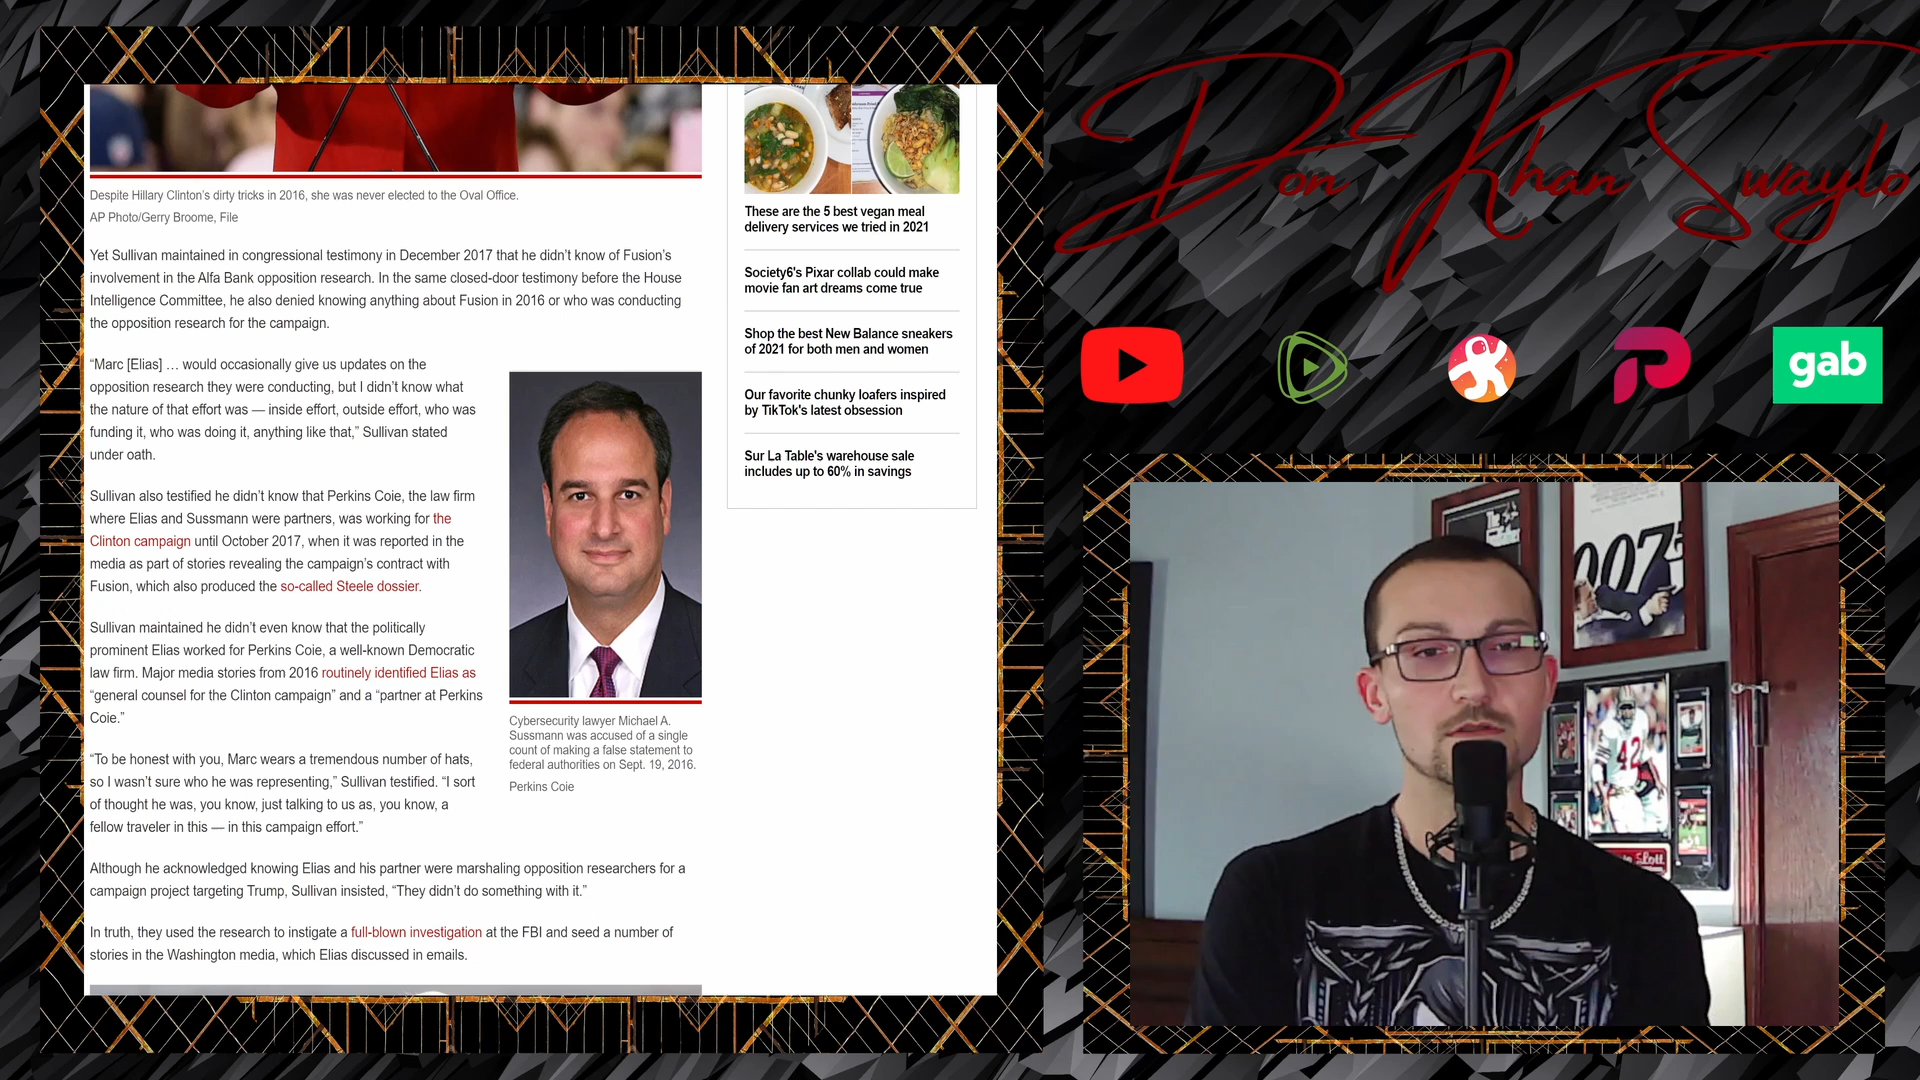 Despite Hillary Clinton's dirty tricks in 2016, she was never elected to the Oval Office.
AP Photo/Gerry Broome, File
Yet Sullivan maintained in congressional testimony in December 2017 that he didn't know of Fusion's
involvement in the Alfa Bank opposition research. In the same closed-door testimony before the House
Intelligence Committee, he also denied knowing anything about Fusion in 2016 or who was conducting
the opposition research for the campaign.
“Marc [Elias] … would occasionally give us updates on the
opposition research they were conducting, but I didn't know what
the nature of that effort was — inside effort, outside effort, who was
funding it, who was doing it, anything like that,” Sullivan stated
under oath.
Sullivan also testified he didn't know that Perkins Coie, the law firm
where Elias and Sussmann were partners, was working for the
Clinton campaign until October 2017, when it was reported in the
media as part of stories revealing the campaign's contract with
Fusion, which also produced the so-called Steele dossier.
Sullivan maintained he didn't even know that the politically
prominent Elias worked for Perkins Coie, a well-known Democratic
law firm. Major media stories from 2016 routinely identified Elias as
“general counsel for the Clinton campaign” and a “partner at Perkins
Coie.”
“To be honest with you, Marc wears a tremendous number of hats,
so I wasn't sure who he was representing,” Sullivan testified. “I sort
of thought he was, you know, just talking to us as, you know, a
fellow traveler in this — in this campaign effort.”
Cybersecurity lawyer Michael A.
Sussmann was accused of a single
count of making a false statement to
federal authorities on Sept. 19, 2016.
Perkins Coie
Although he acknowledged knowing Elias and his partner were marshaling opposition researchers for a
campaign project targeting Trump, Sullivan insisted, “They didn't do something with it.”
In truth, they used the research to instigate a full-blown investigation at the FBI and seed a number of
stories in the Washington media, which Elias discussed in emails.
These are the 5 best vegan meal
delivery services we tried in 2021
Society6's Pixar collab could make
movie fan art dreams come true
Shop the best New Balance sneakers
of 2021 for both men and women
Our favorite chunky loafers inspired
by TikTok's latest obsession
Sur La Table's warehouse sale
includes up to 60% in savings
Don Khan Swaylo
gab
007
42